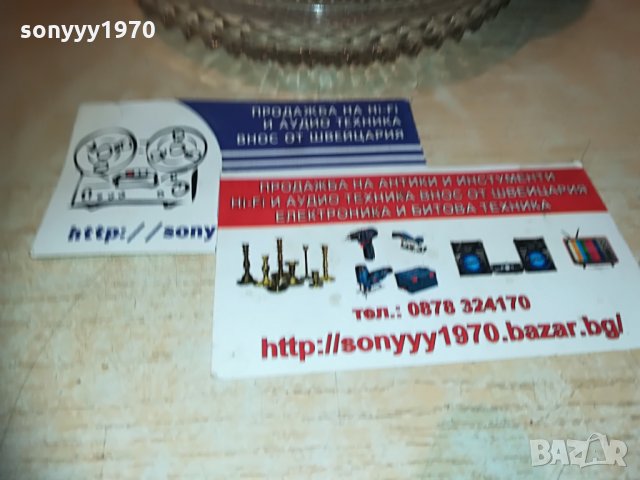 sonyyy1970
ПРОДАЖБА НА HI-FI
И АУДИО ТЕХНИКА
ВНОС ОТ ШВЕЙЦАРИЯ
http://sony
ПРОДАЖБА НА АНТИКИ И ИНСТУМЕНТИ
HI-FI И АУДИО ТЕХНИКА ВНОС ОТ ШВЕЙЦАРИЯ
ЕЛЕКТРОНИКА И БИТОВА ТЕХНИКА
тел.: 0878 324170
http://sonyyy1970.bazar.bg/
BAZAR